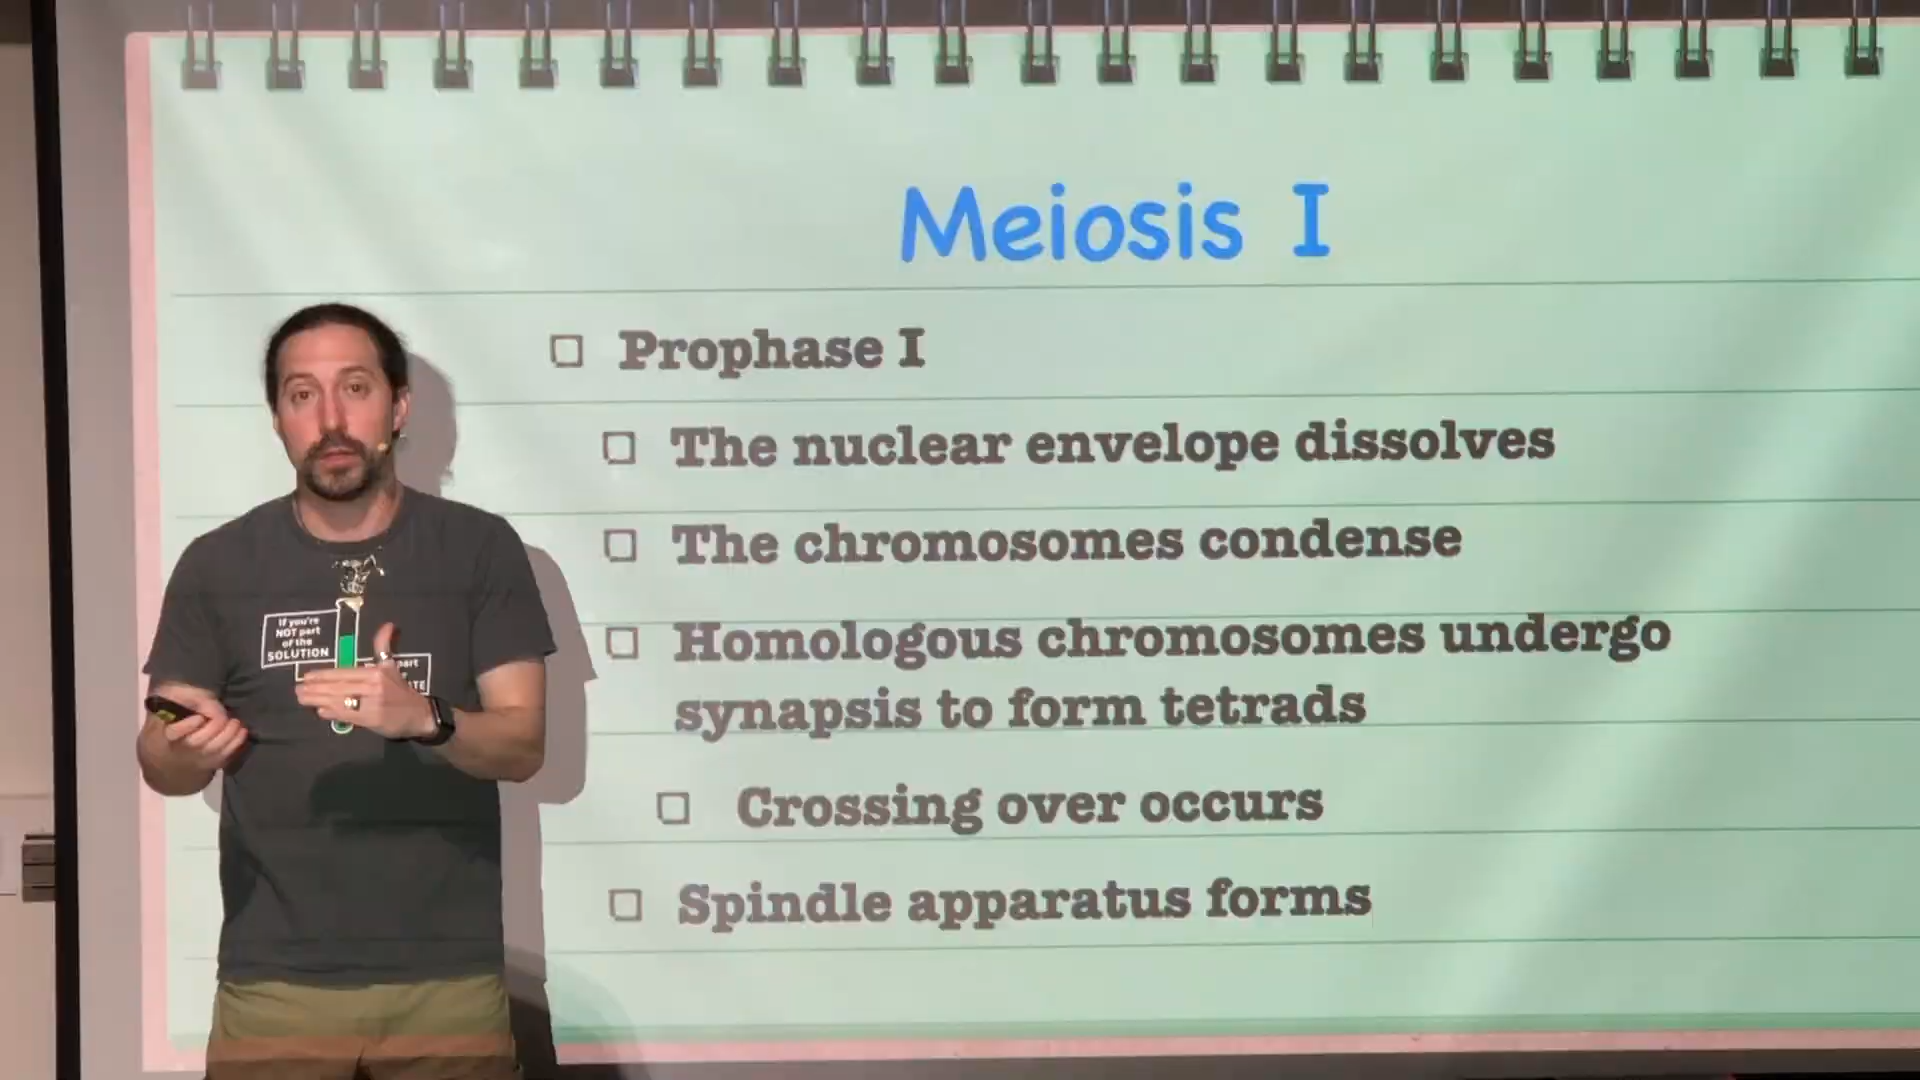 Meiosis I
Prophase I
The nuclear envelope dissolves
The chromosomes condense
Homologous chromosomes undergo
synapsis to form tetrads
Crossing over occurs
Spindle apparatus forms
If you're
NOT part
of the
SOLUTION
part